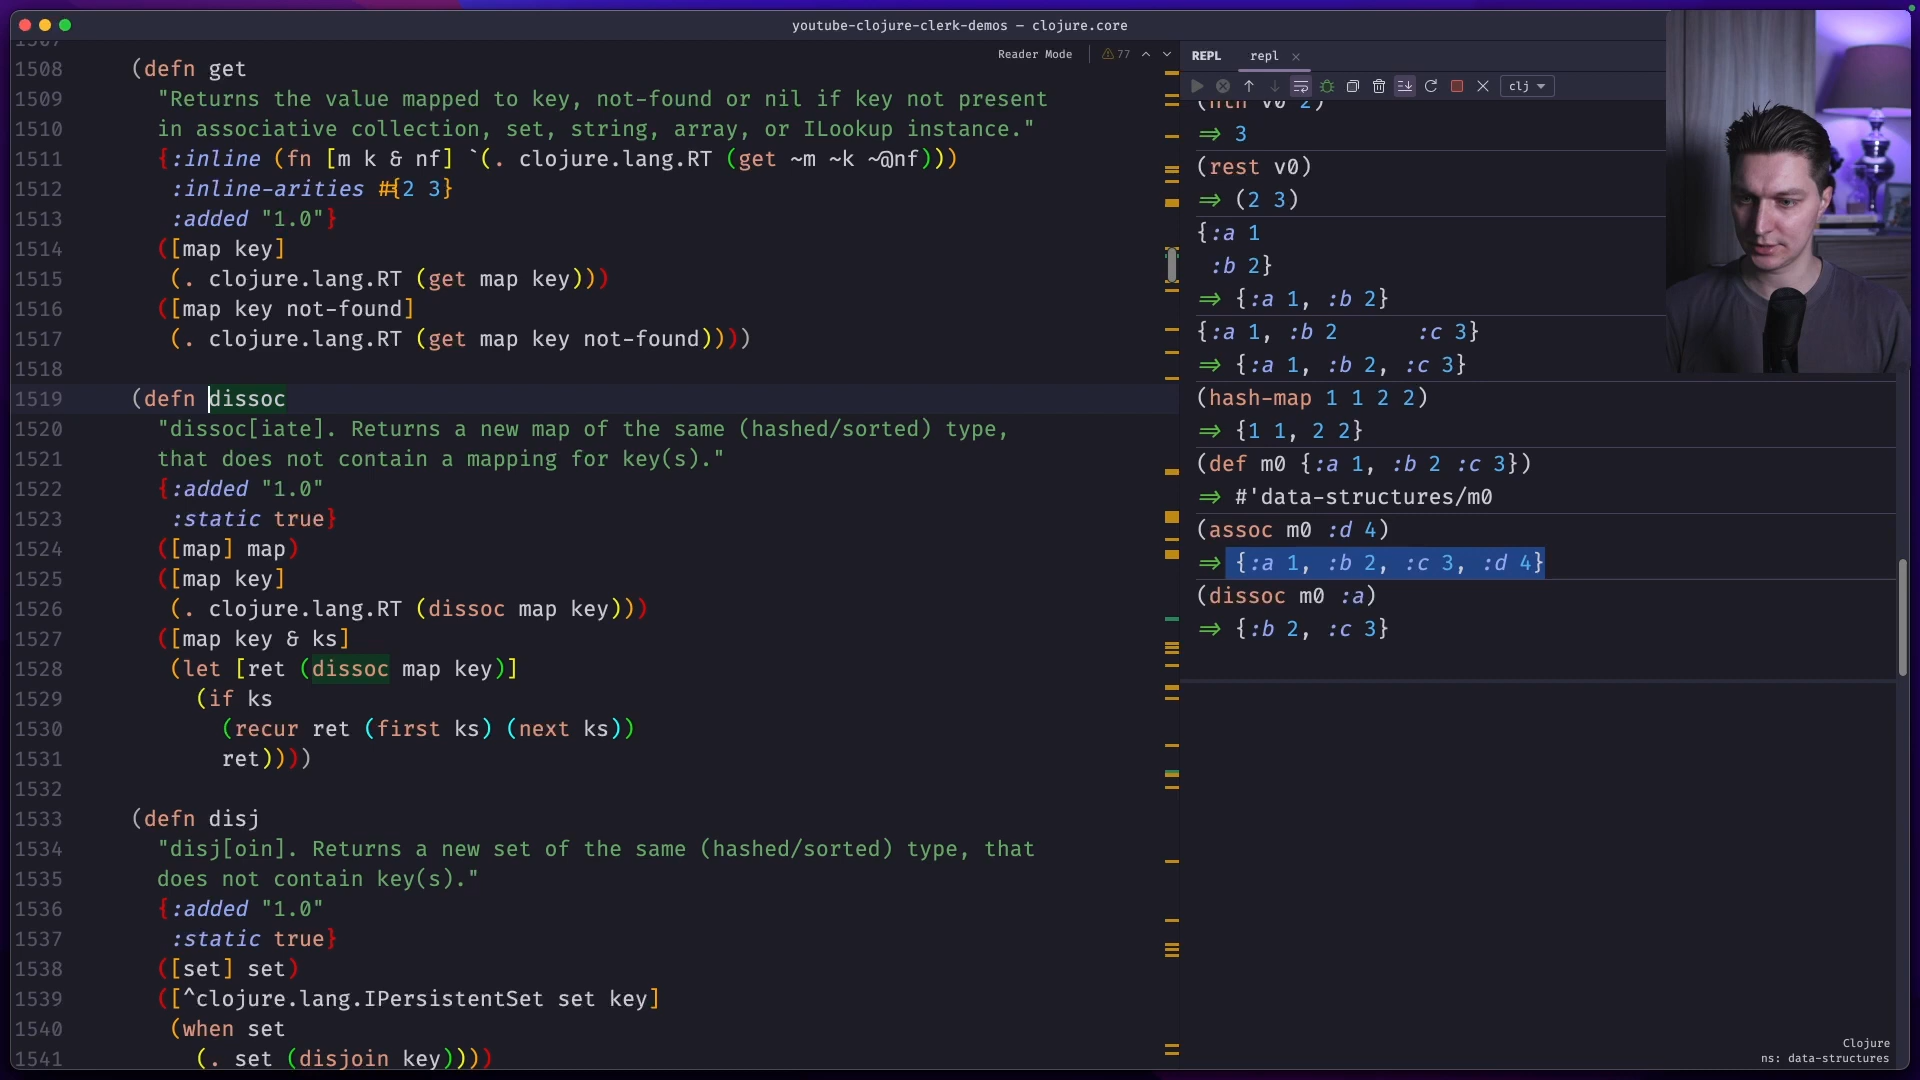 youtube-clojure-clerk-demos – clojure.core
Reader Mode
77
1507
1508 (defn get
1509 "Returns the value mapped to key, not-found or nil if key not present
1510 in associative collection, set, string, array, or ILookup instance."
1511 {:inline (fn [m k & nf] `(. clojure.lang.RT (get ~m ~k ~@nf)))
1512 :inline-arities #{2 3}
1513 :added "1.0"}
1514 ([map key]
1515 (. clojure.lang.RT (get map key)))
1516 ([map key not-found]
1517 (. clojure.lang.RT (get map key not-found))))
1518
1519 (defn dissoc
1520 "dissoc[iate]. Returns a new map of the same (hashed/sorted) type,
1521 that does not contain a mapping for key(s)."
1522 {:added "1.0"
1523 :static true}
1524 ([map] map)
1525 ([map key]
1526 (. clojure.lang.RT (dissoc map key)))
1527 ([map key & ks]
1528 (let [ret (dissoc map key)]
1529 (if ks
1530 (recur ret (first ks) (next ks))
1531 ret))))
1532
1533 (defn disj
1534 "disj[oin]. Returns a new set of the same (hashed/sorted) type, that
1535 does not contain key(s)."
1536 {:added "1.0"
1537 :static true}
1538 ([set] set)
1539 ([^clojure.lang.IPersistentSet set key]
1540 (when set
1541 (. set (disjoin key))))
REPL repl ×
clj
(nth v0 2)
=> 3
(rest v0)
=> (2 3)
{:a 1
:b 2}
=> {:a 1, :b 2}
{:a 1, :b 2 :c 3}
=> {:a 1, :b 2, :c 3}
(hash-map 1 1 2 2)
=> {1 1, 2 2}
(def m0 {:a 1, :b 2 :c 3})
=> #'data-structures/m0
(assoc m0 :d 4)
=> {:a 1, :b 2, :c 3, :d 4}
(dissoc m0 :a)
=> {:b 2, :c 3}
Clojure
ns: data-structures